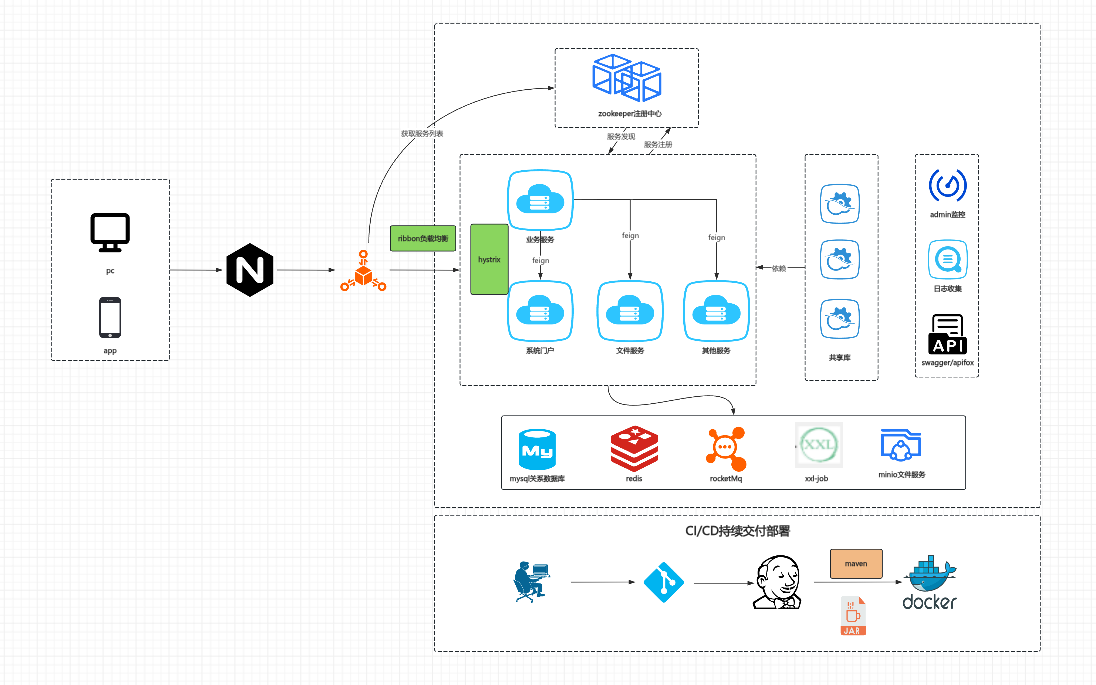 zookeeper注册中心
获取服务列表
服务发现
服务注册
pc
app
N
ribbon负载均衡
hystrix
业务服务
feign
feign
feign
系统门户
文件服务
其他服务
依赖
共享库
admin监控
日志收集
API
swagger/apifox
My
mysql关系数据库
redis
rocketMq
XXL
xxl-job
minio文件服务
CI/CD持续交付部署
maven
JAR
docker